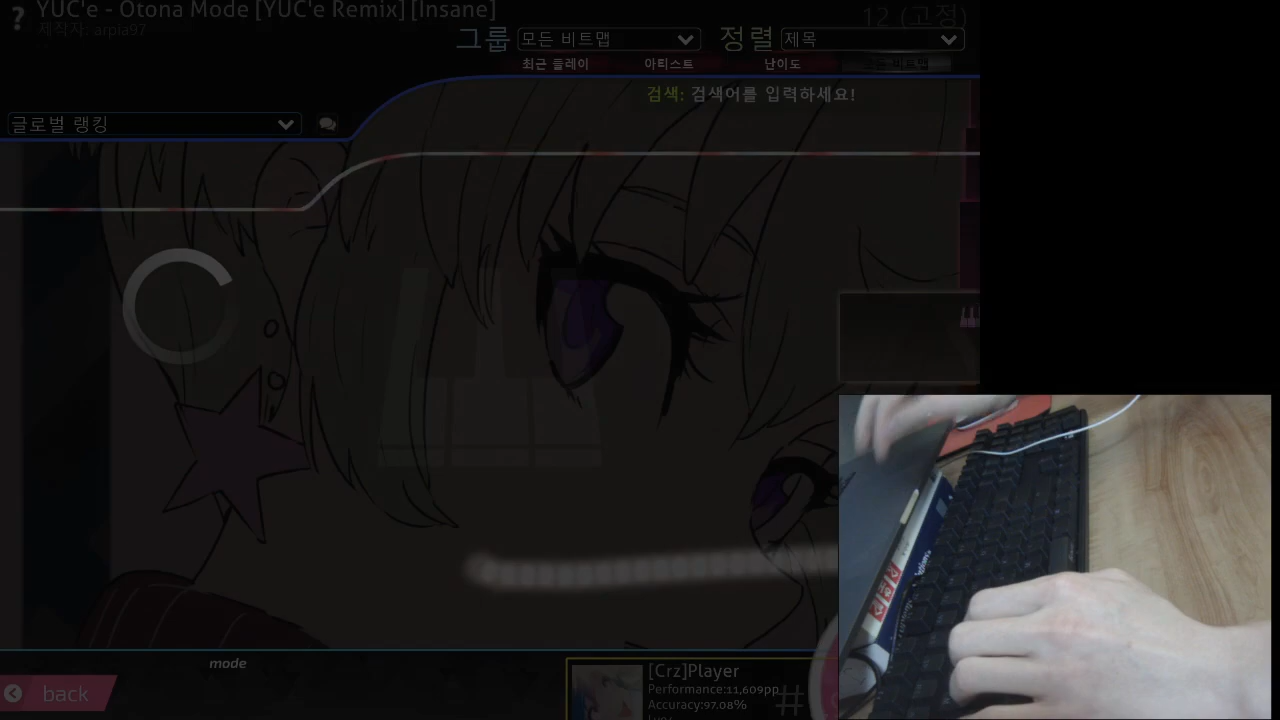 YUC'e - Otona Mode [YUC'e Remix] [Insane]
제작자: arpia97
12 (고정)
그룹 모든 비트맵 정렬 제목
최근 플레이 아티스트 난이도
검색: 검색어를 입력하세요!
글로벌 랭킹
mode
back
[Crz]Player
Performance:11,609pp
Accuracy:97.08%
#